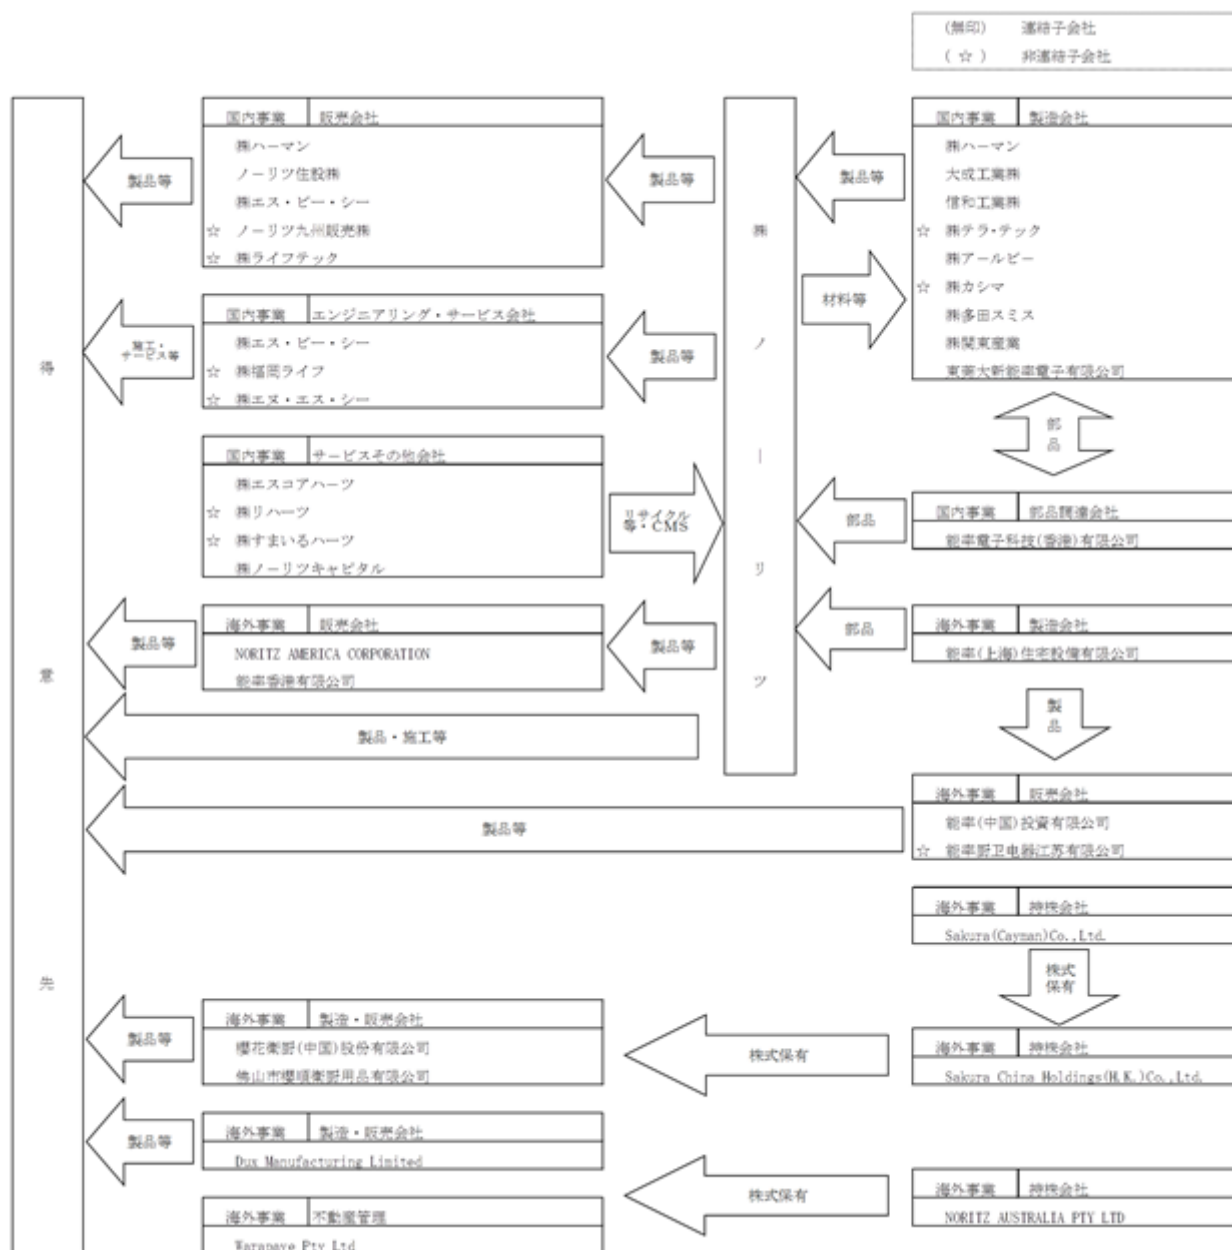 (無印) 連結子会社
( ☆ ) 非連結子会社
国内事業 販売会社
㈱ハーマン
ノーリツ住設㈱
㈱エス・ビー・シー
☆ ノーリツ九州販売㈱
☆ ㈱ライフテック
製品等
製品等
製品等
材料等
国内事業 製造会社
㈱ハーマン
大成工業㈱
信和工業㈱
☆ ㈱テラ・テック
㈱アールビー
☆ ㈱カシマ
㈱多田スミス
㈱関東産業
東莞大新能率電子有限公司
国内事業 エンジニアリング・サービス会社
㈱エス・ビー・シー
☆ ㈱福岡ライフ
☆ ㈱エヌ・エス・シー
施工・
サービス等
製品等
部
品
国内事業 サービスその他会社
㈱エスコアハーツ
☆ ㈱リハーツ
☆ ㈱すまいるハーツ
㈱ノーリツキャピタル
リサイクル
等・CMS
部品
国内事業 部品調達会社
能率電子科技(香港)有限公司
海外事業 販売会社
NORITZ AMERICA CORPORATION
能率香港有限公司
製品等
製品等
部品
海外事業 製造会社
能率(上海)住宅設備有限公司
製
品
製品・施工等
製品等
海外事業 販売会社
能率(中国)投資有限公司
☆ 能率厨卫电器江苏有限公司
海外事業 持株会社
Sakura(Cayman)Co.,Ltd.
株式
保有
海外事業 製造・販売会社
櫻花衛厨(中国)股份有限公司
佛山市櫻順衛厨用品有限公司
製品等
株式保有
海外事業 持株会社
Sakura China Holdings(H.K.)Co.,Ltd.
海外事業 製造・販売会社
Dux Manufacturing Limited
製品等
株式保有
海外事業 持株会社
NORITZ AUSTRALIA PTY LTD
海外事業 不動産管理
Warapave Pty Ltd
得
意
先
㈱
ノ
ー
リ
ツ